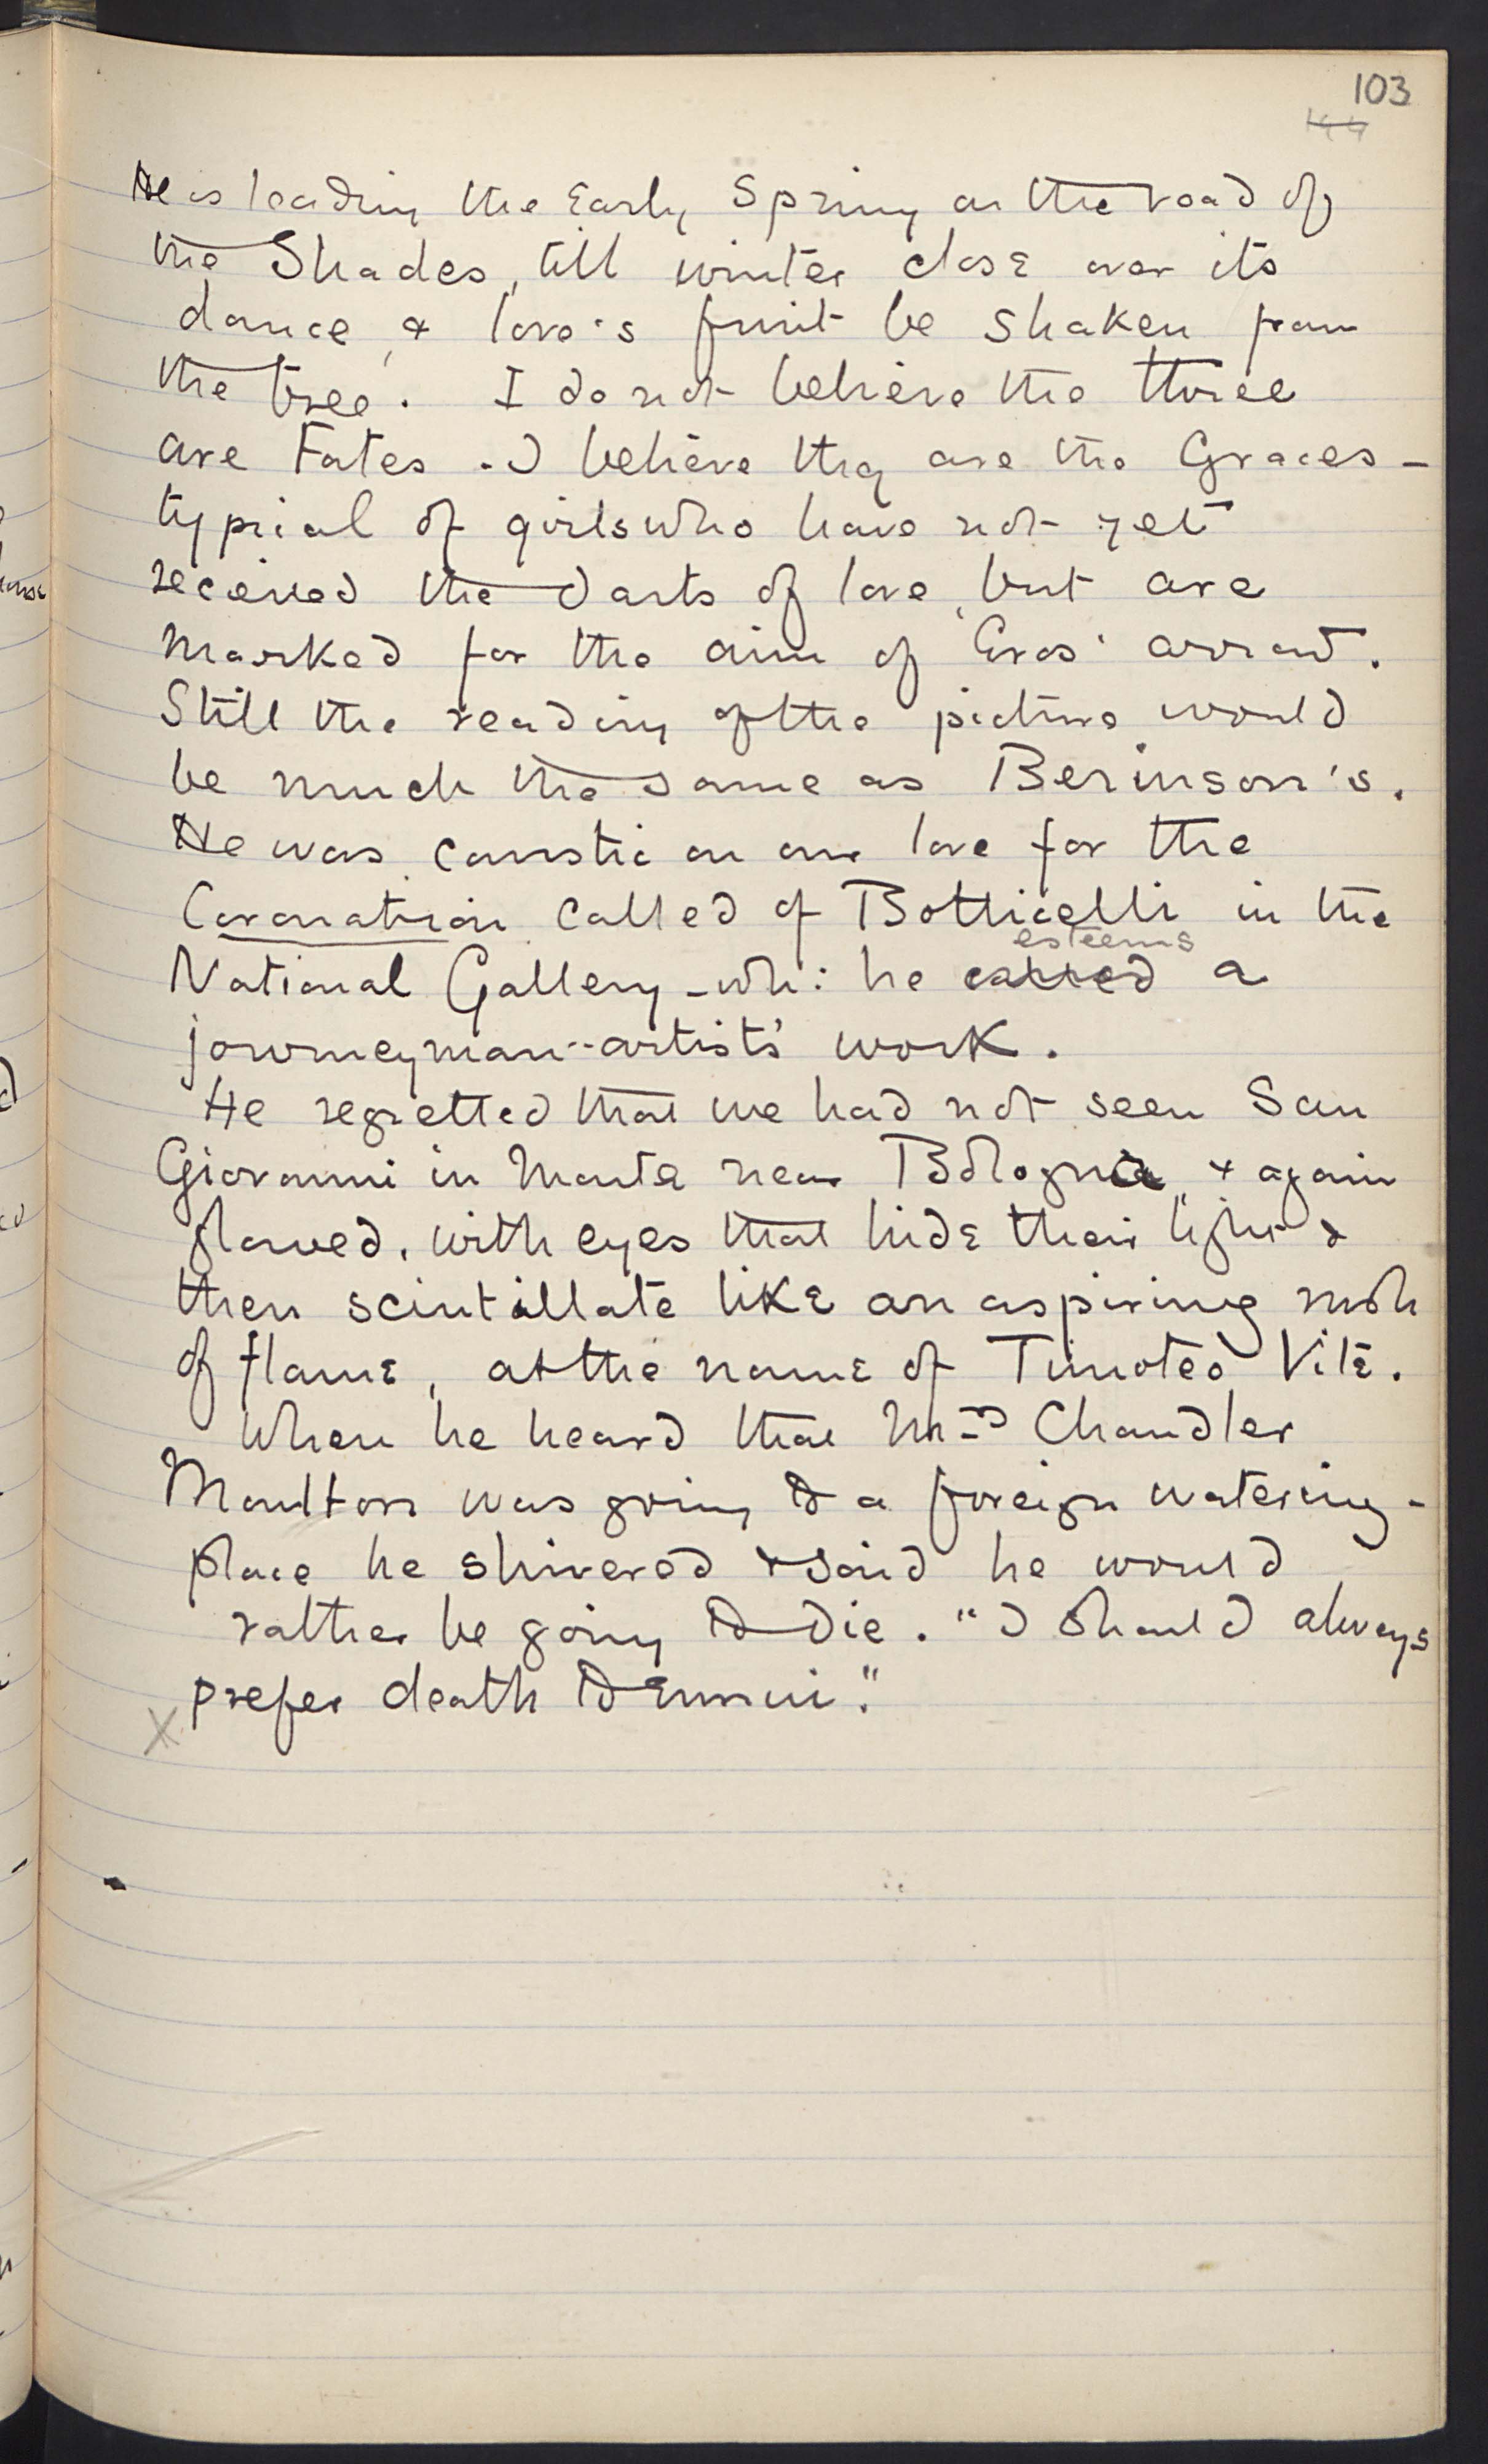 103
He is leading the Early Spring on the road of
the Shades, till winter close over its
dance, & love's fruit be shaken from
the tree. I do not believe the three
are Fates. I believe they are the Graces –
typical of girls who have not yet
received the darts of love, but are
marked for the aim of Eros' arrow.
Still the reading of the picture would
be much the same as Berinson's.
He was caustic on our love for the
Coronation called of Botticelli in the
esteems
National Gallery – wh: he called a
journeyman-artists' work.
He regretted that we had not seen San
Giovanni in Monte near Bologna, & again
glowed, with eyes that hide their light &
then scintillate like an aspiring rush
of flame, at the name of Timoteo Vite.
When he heard that Mrs Chandler
Moulton was going to a foreign watering-
place he shivered & said he would
rather be going to die. "I should always
prefer death to Ennui."
X